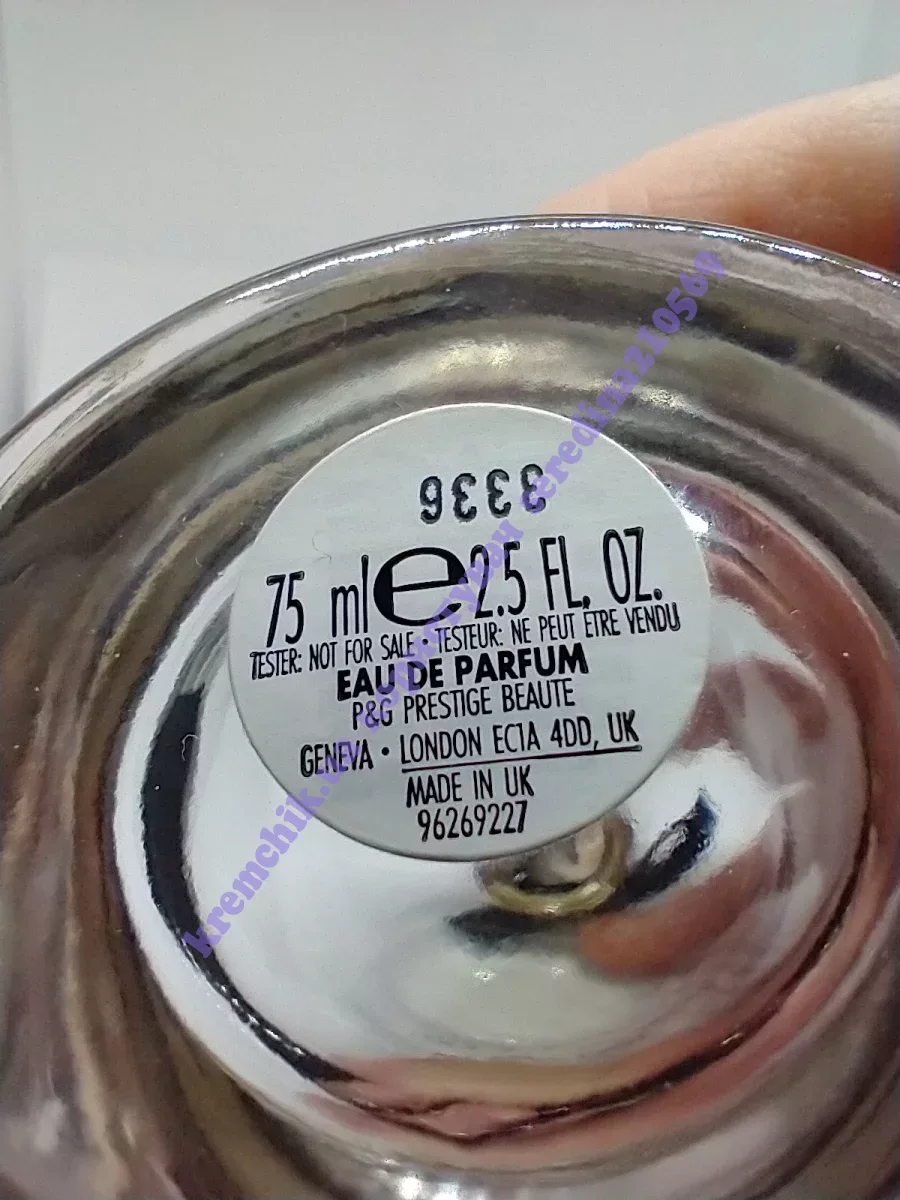 3336
75 ml e 2.5 FL. OZ.
TESTER: NOT FOR SALE • TESTEUR: NE PEUT ÊTRE VENDU
EAU DE PARFUM
P&G PRESTIGE BEAUTE
GENEVA • LONDON EC1A 4DD, UK
MADE IN UK
96269227